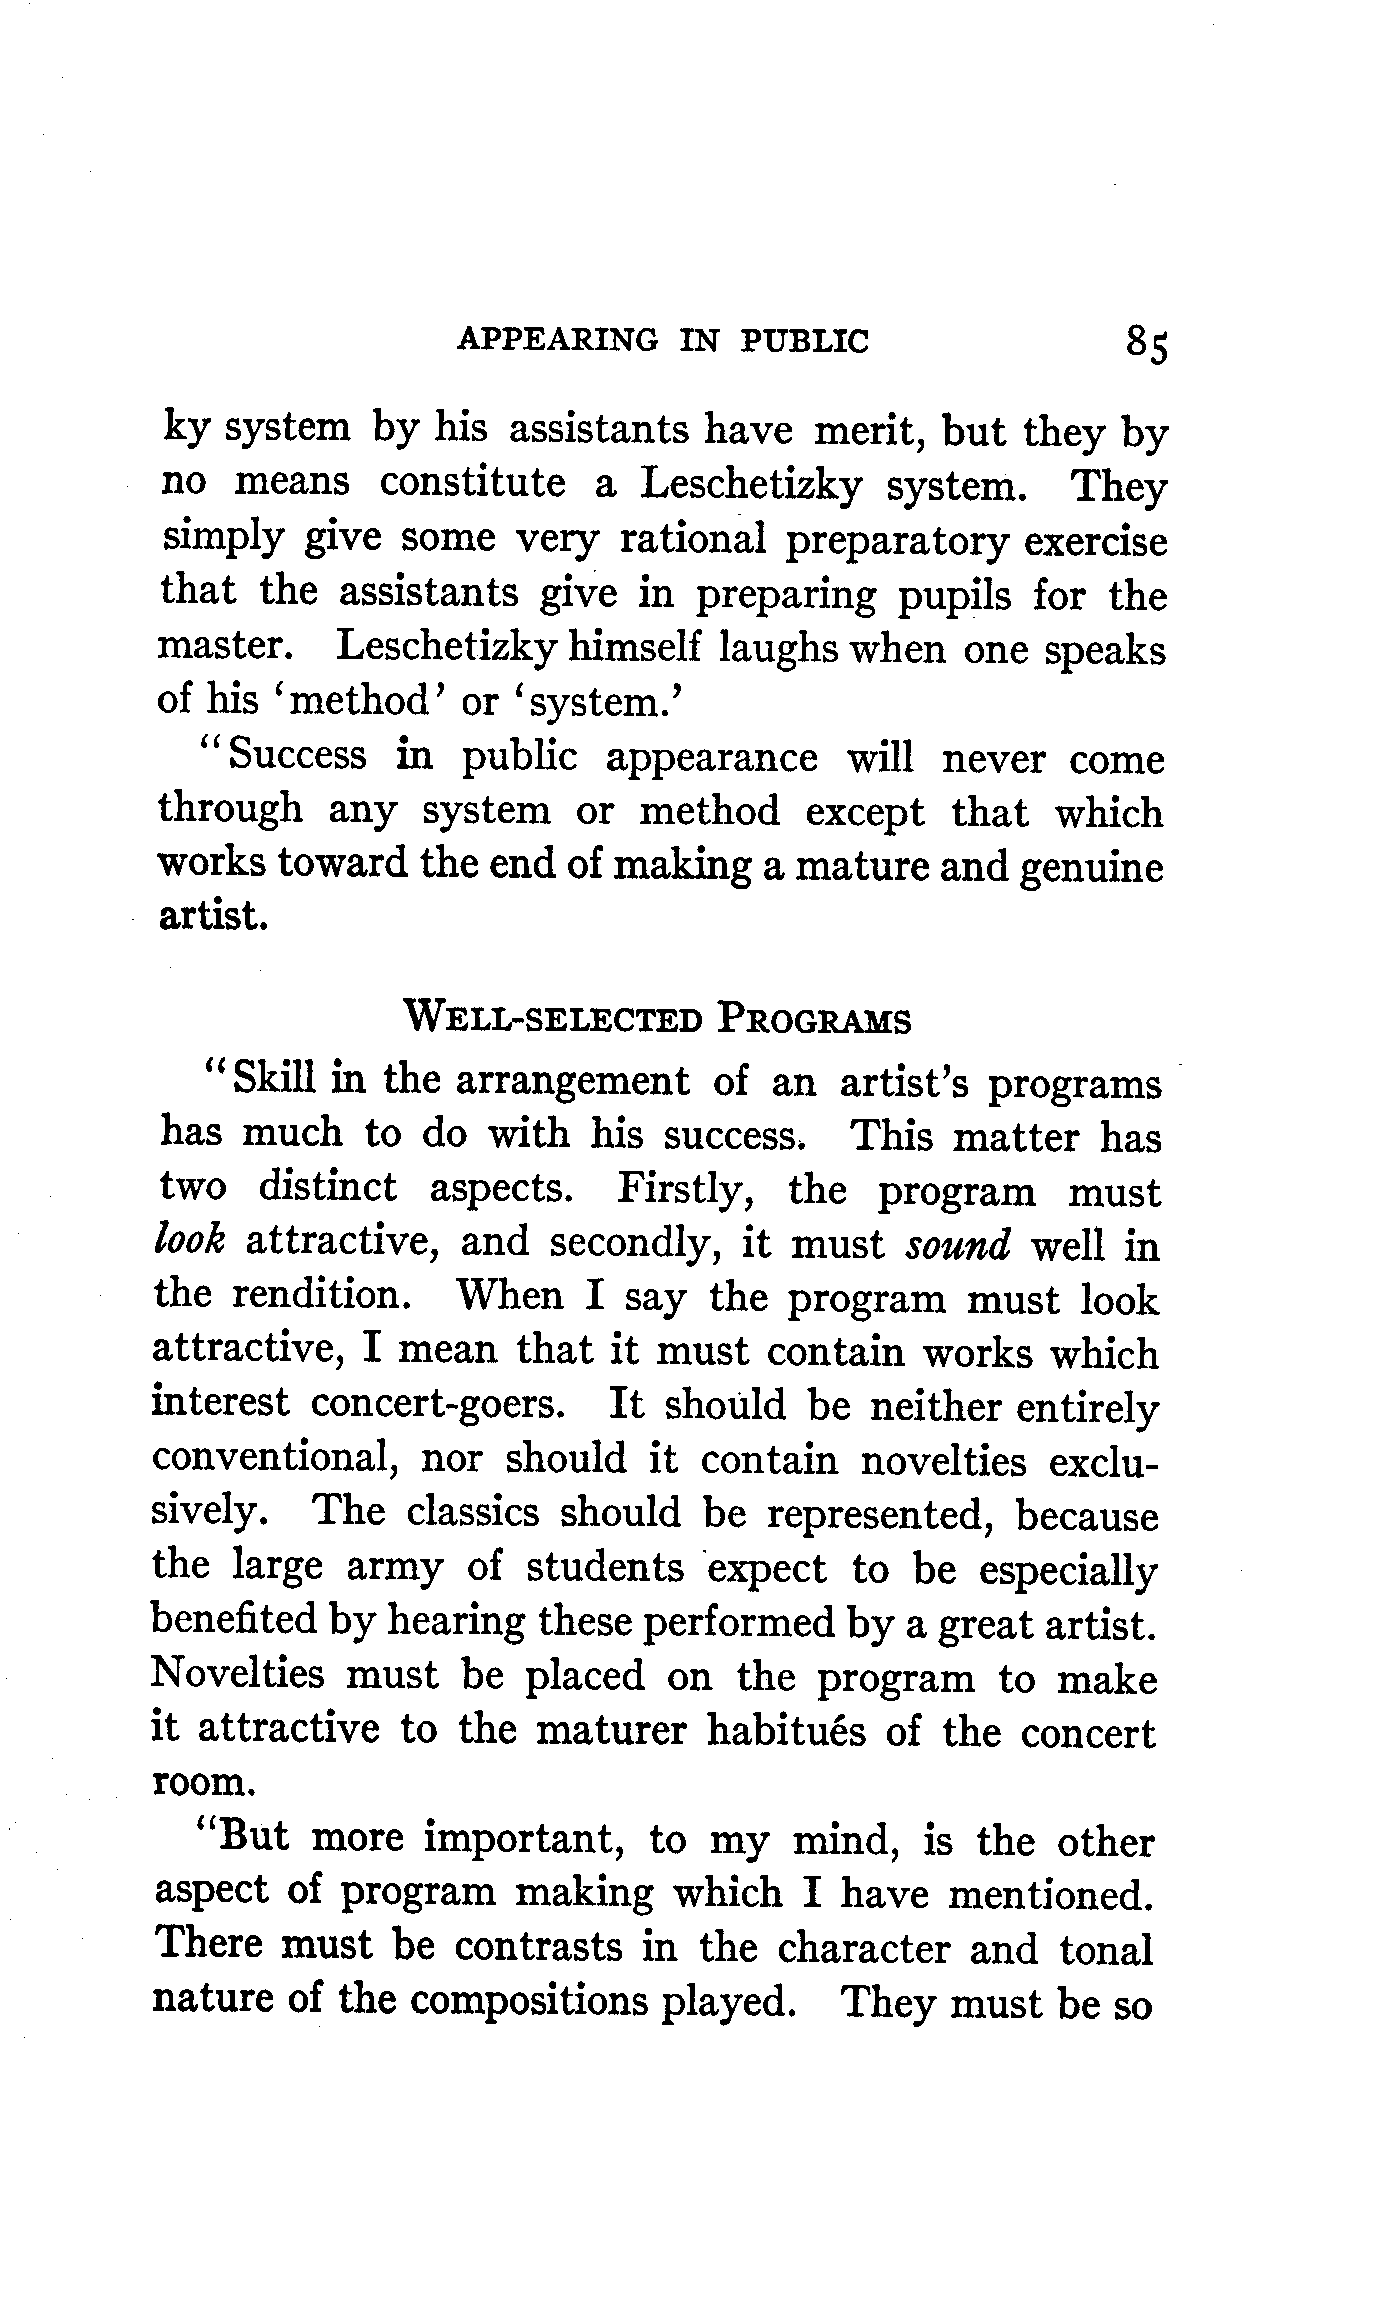 APPEARING IN PUBLIC 85
ky system by his assistants have merit, but they by
no means constitute a Leschetizky system. They
simply give some very rational preparatory exercise
that the assistants give in preparing pupils for the
master. Leschetizky himself laughs when one speaks
of his ‘method’ or ‘system.’
“Success in public appearance will never come
through any system or method except that which
works toward the end of making a mature and genuine
artist.
WELL-SELECTED PROGRAMS
“Skill in the arrangement of an artist’s programs
has much to do with his success. This matter has
two distinct aspects. Firstly, the program must
look attractive, and secondly, it must sound well in
the rendition. When I say the program must look
attractive, I mean that it must contain works which
interest concert-goers. It should be neither entirely
conventional, nor should it contain novelties exclu-
sively. The classics should be represented, because
the large army of students expect to be especially
benefited by hearing these performed by a great artist.
Novelties must be placed on the program to make
it attractive to the maturer habitués of the concert
room.
“But more important, to my mind, is the other
aspect of program making which I have mentioned.
There must be contrasts in the character and tonal
nature of the compositions played. They must be so